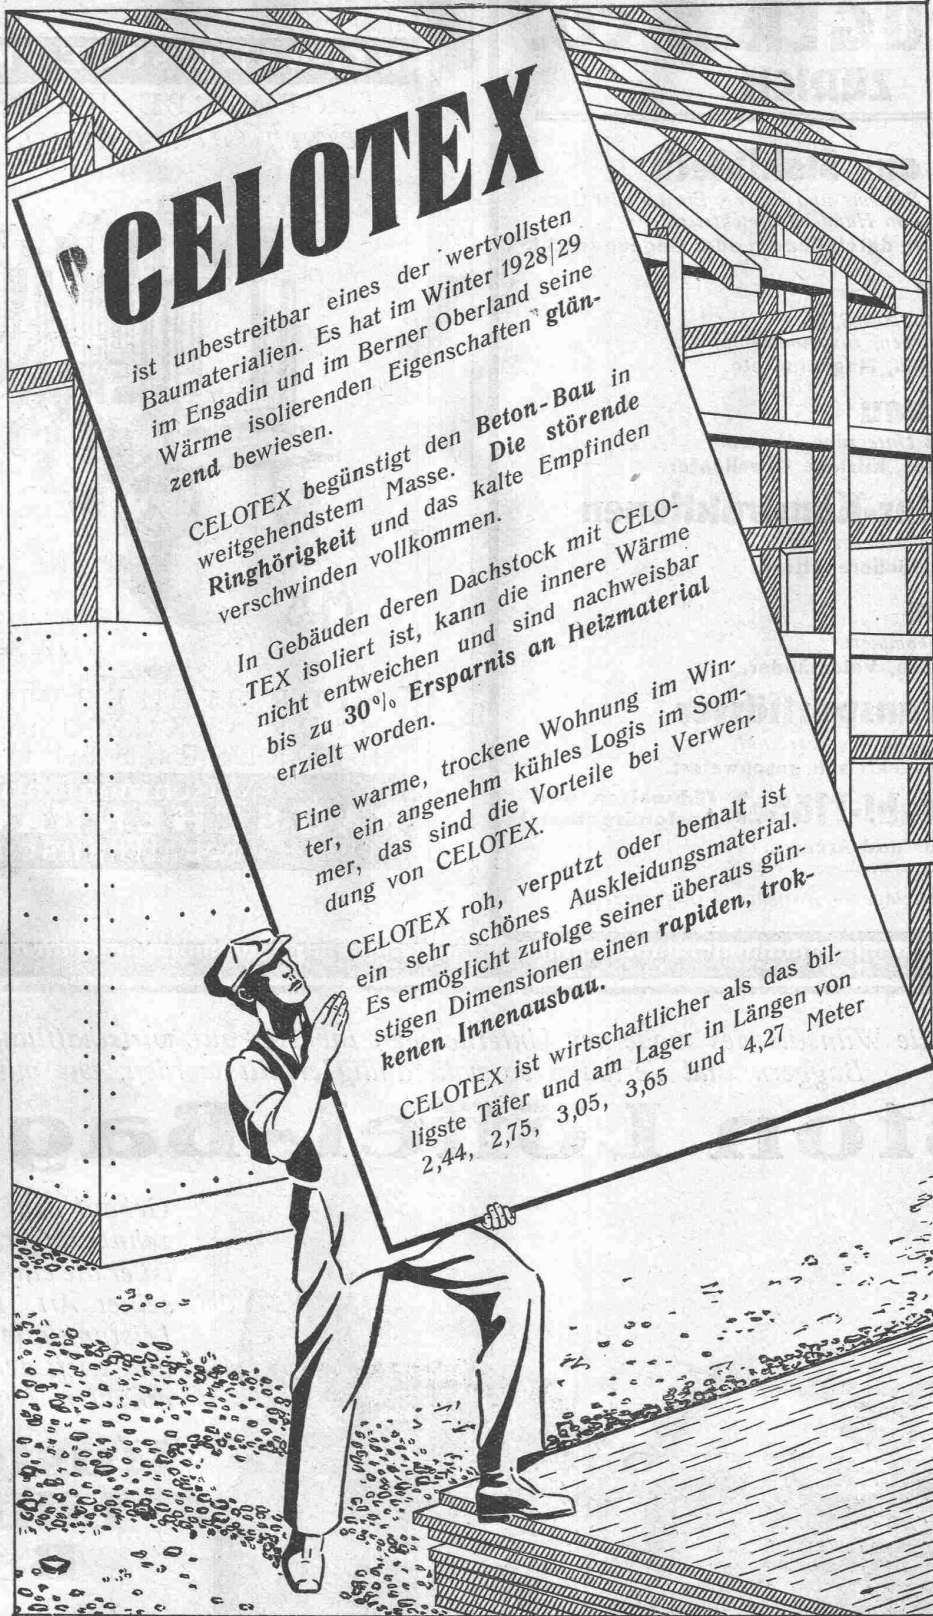 CELOTEX
ist unbestreitbar eines der wertvollsten
Baumaterialien. Es hat im Winter 1928/29
im Engadin und im Berner Oberland seine
Wärme isolierenden Eigenschaften glän-
zend bewiesen.
CELOTEX begünstigt den Beton-Bau in
weitgehendstem Masse. Die störende
Ringhörigkeit und das kalte Empfinden
verschwinden vollkommen.
In Gebäuden deren Dachstock mit CELO-
TEX isoliert ist, kann die innere Wärme
nicht entweichen und sind nachweisbar
bis zu 30% Ersparnis an Heizmaterial
erzielt worden.
Eine warme, trockene Wohnung im Win-
ter, ein angenehm kühles Logis im Som-
mer, das sind die Vorteile bei Verwen-
dung von CELOTEX.
CELOTEX roh, verputzt oder bemalt ist
ein sehr schönes Auskleidungsmaterial.
Es ermöglicht zufolge seiner überaus gün-
stigen Dimensionen einen rapiden, trok-
kenen Innenausbau.
CELOTEX ist wirtschaftlicher als das bil-
ligste Täfer und am Lager in Längen von
2,44, 2,75, 3,05, 3,65 und 4,27 Meter